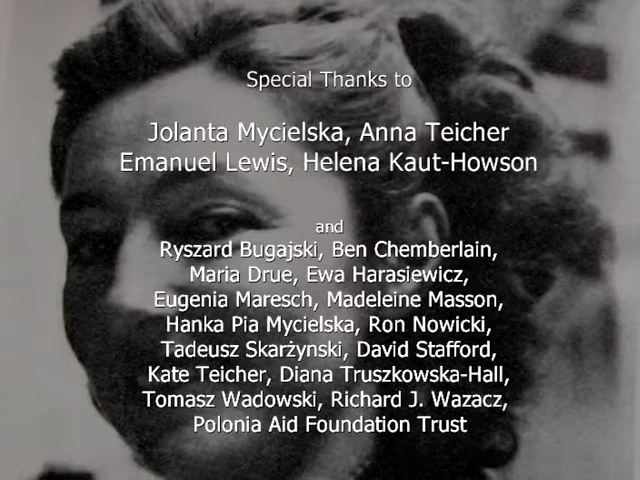 Special Thanks to
Jolanta Mycielska, Anna Teicher
Emanuel Lewis, Helena Kaut-Howson
and
Ryszard Bugajski, Ben Chemberlain,
Maria Drue, Ewa Harasiewicz,
Eugenia Maresch, Madeleine Masson,
Hanka Pia Mycielska, Ron Nowicki,
Tadeusz Skarżynski, David Stafford,
Kate Teicher, Diana Truszkowska-Hall,
Tomasz Wadowski, Richard J. Wazacz,
Polonia Aid Foundation Trust